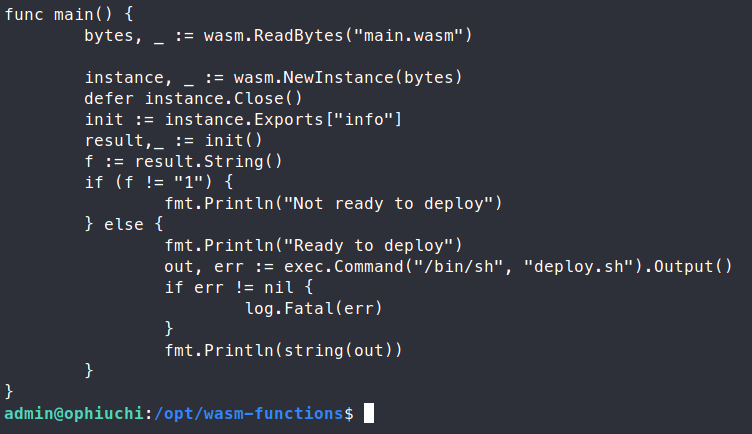 func main() {
        bytes, _ := wasm.ReadBytes("main.wasm")

        instance, _ := wasm.NewInstance(bytes)
        defer instance.Close()
        init := instance.Exports["info"]
        result,_ := init()
        f := result.String()
        if (f != "1") {
                fmt.Println("Not ready to deploy")
        } else {
                fmt.Println("Ready to deploy")
                out, err := exec.Command("/bin/sh", "deploy.sh").Output()
                if err != nil {
                        log.Fatal(err)
                }
                fmt.Println(string(out))
        }
}
admin@ophiuchi:/opt/wasm-functions$